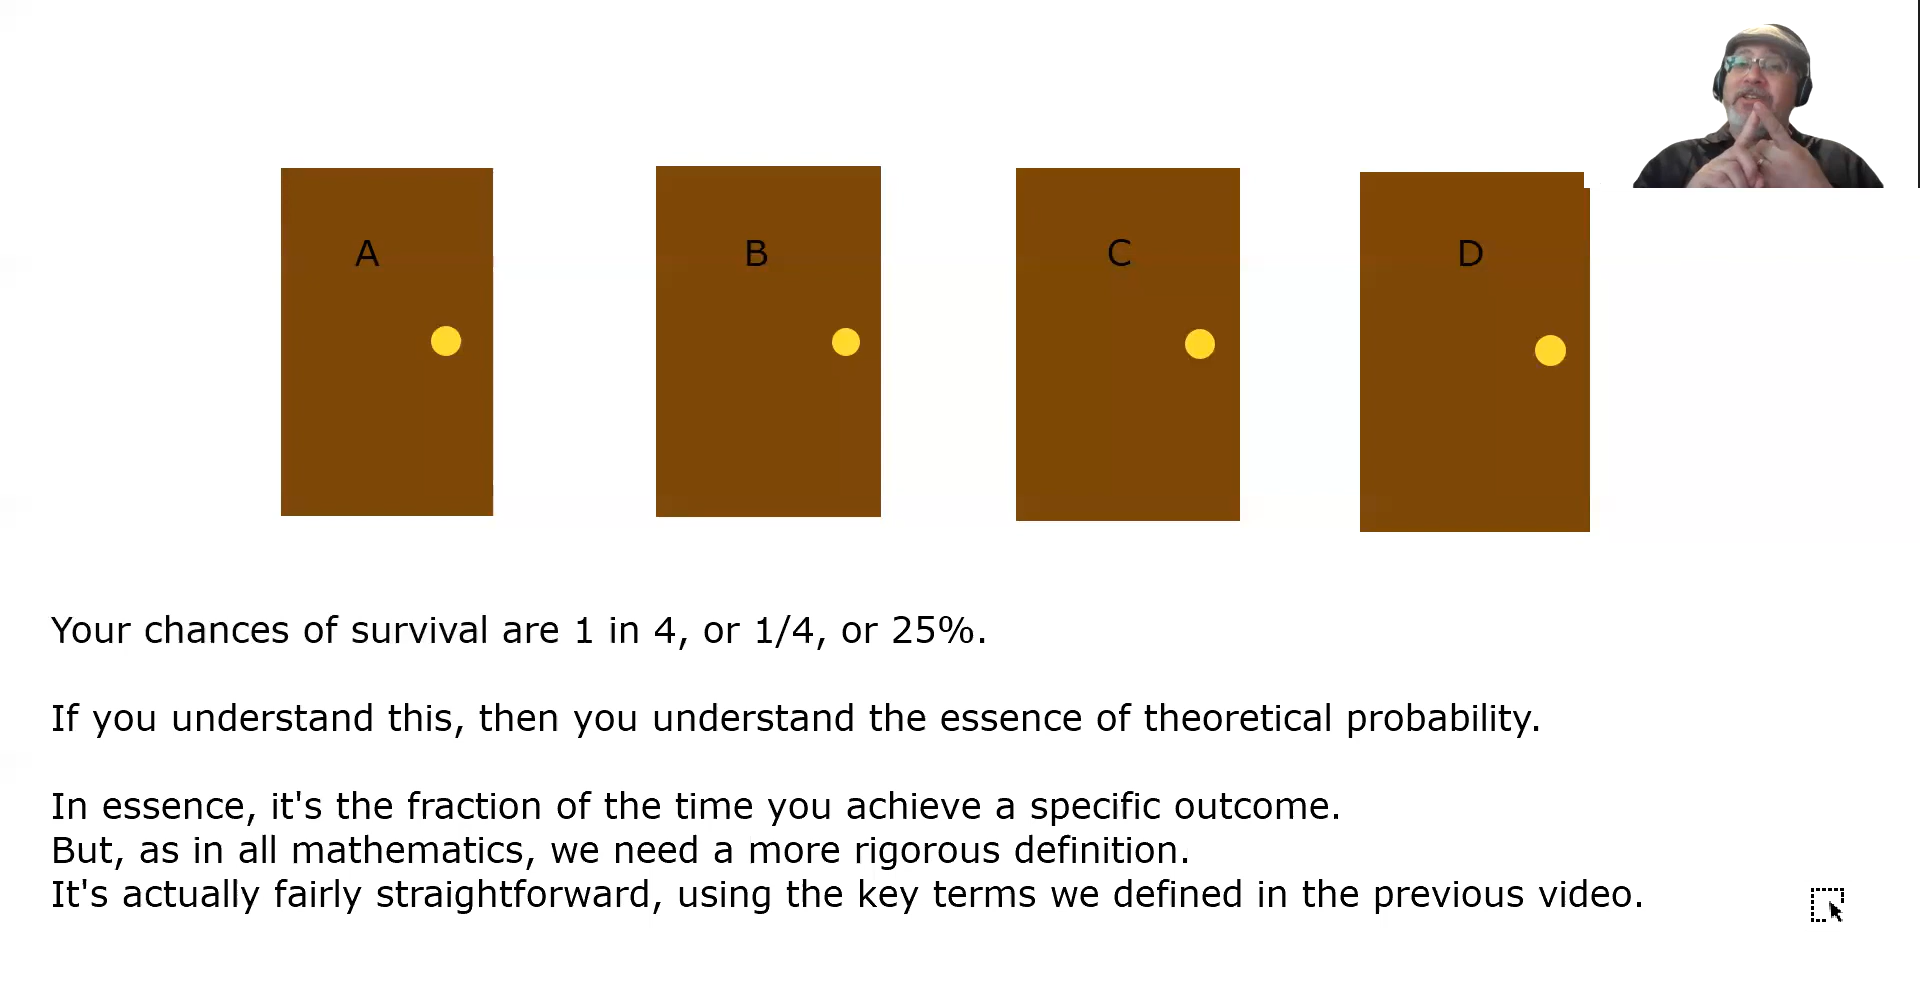 A
B
C
D
Your chances of survival are 1 in 4, or 1/4, or 25%.
If you understand this, then you understand the essence of theoretical probability.
In essence, it's the fraction of the time you achieve a specific outcome.
But, as in all mathematics, we need a more rigorous definition.
It's actually fairly straightforward, using the key terms we defined in the previous video.